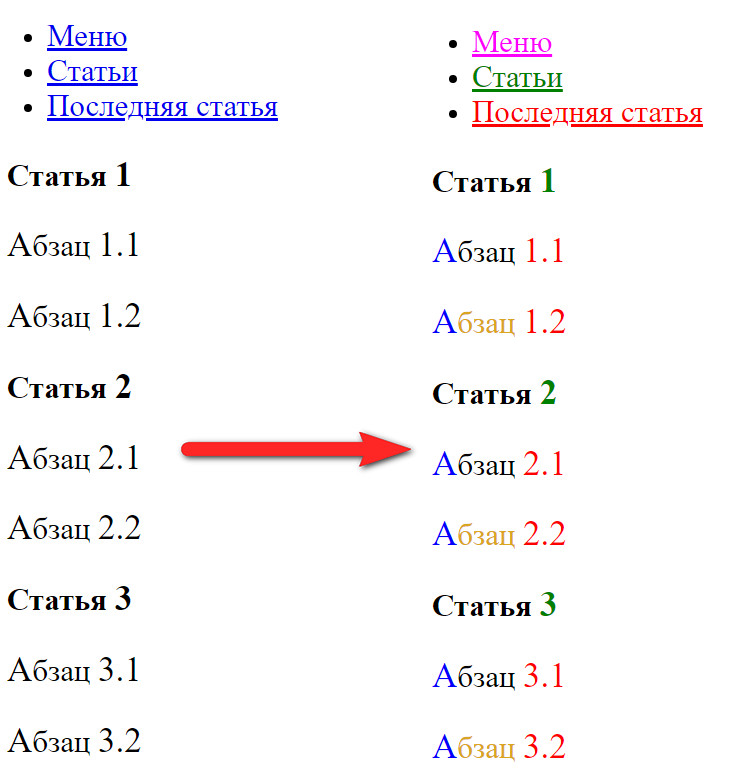 Меню
Статьи
Последняя статья
Статья 1
Абзац 1.1
Абзац 1.2
Статья 2
Абзац 2.1
Абзац 2.2
Статья 3
Абзац 3.1
Абзац 3.2
Меню
Статьи
Последняя статья
Статья 1
Абзац 1.1
Абзац 1.2
Статья 2
Абзац 2.1
Абзац 2.2
Статья 3
Абзац 3.1
Абзац 3.2